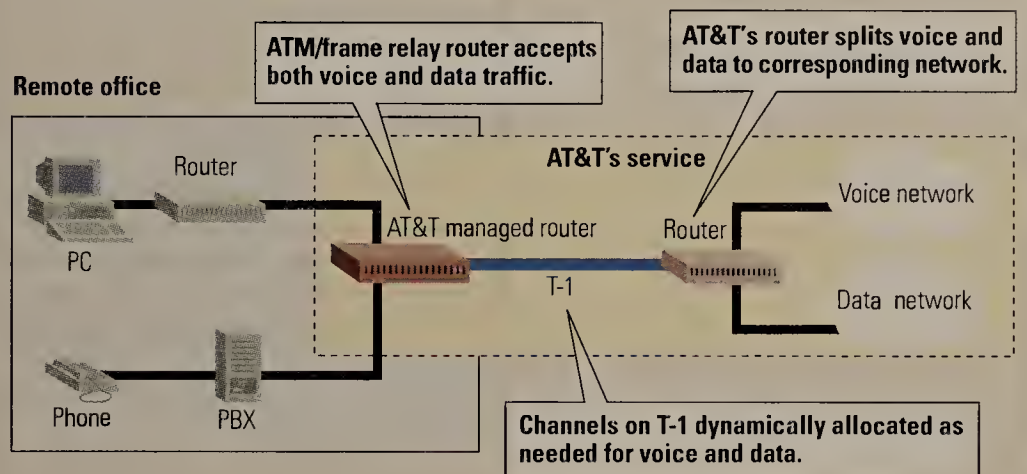 ATM/frame relay router accepts
both voice and data traffic.
AT&T's router splits voice and
data to corresponding network.
Remote office
AT&T's service
Router
Voice network
AT&T managed router
Router
PC
T-1
Data network
Phone
PBX
Channels on T-1 dynamically allocated as
needed for voice and data.